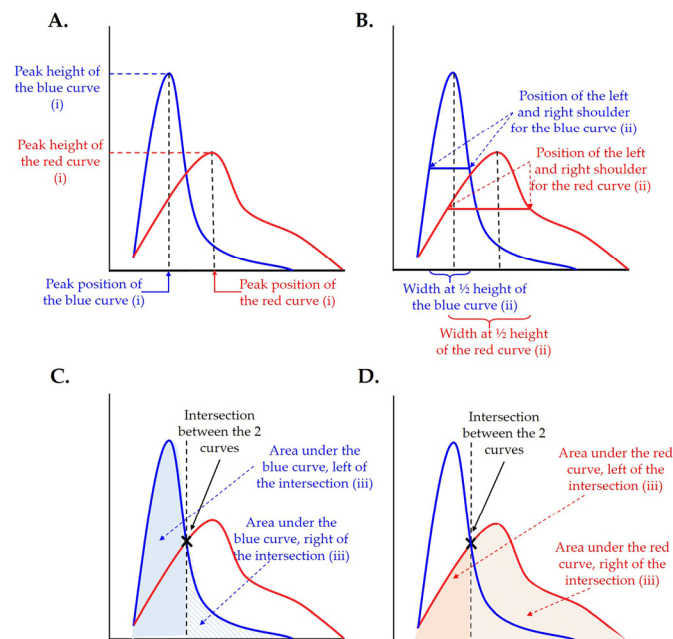 A.
Peak height of
the blue curve
(i)
Peak height of
the red curve
(i)
Peak position of
the blue curve (i)
Peak position of
the red curve (i)
B.
Position of the left
and right shoulder
for the blue curve (ii)
Position of the left
and right shoulder
for the red curve (ii)
Width at ½ height of
the blue curve (ii)
Width at ½ height
of the red curve (ii)
C.
Intersection
between the 2
curves
Area under the
blue curve, left of
the intersection (iii)
Area under the
blue curve, right of
the intersection (iii)
D.
Intersection
between the 2
curves
Area under the red
curve, left of the
intersection (iii)
Area under the red
curve, right of the
intersection (iii)